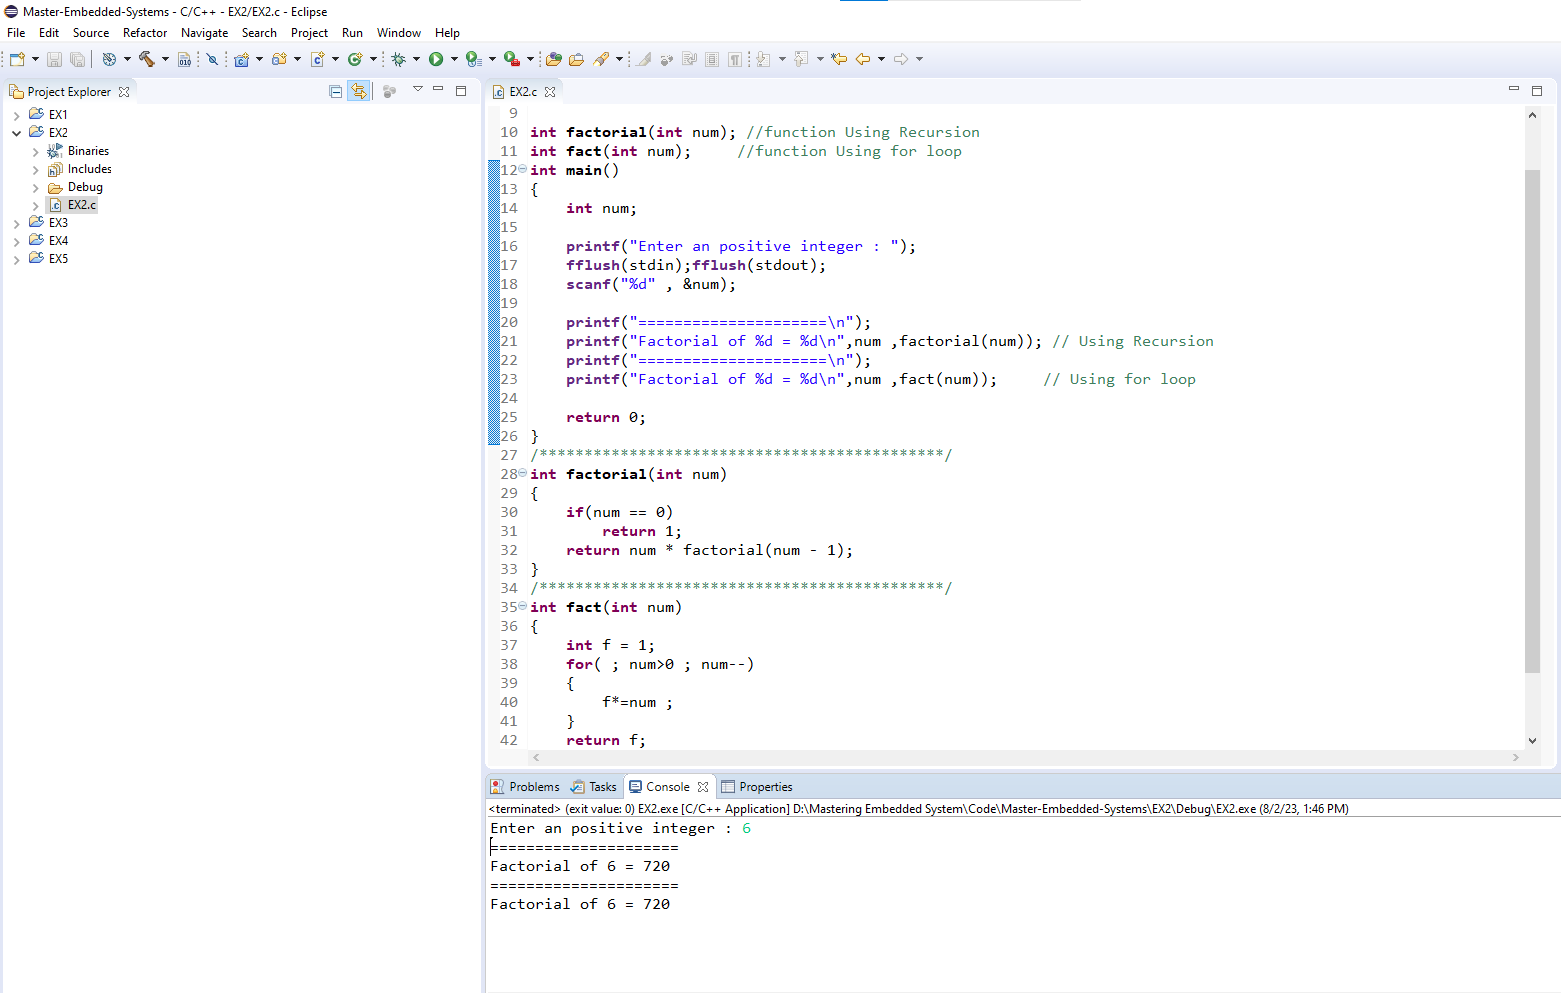 Master-Embedded-Systems - C/C++ - EX2/EX2.c - Eclipse
File Edit Source Refactor Navigate Search Project Run Window Help
Project Explorer
EX1
EX2
Binaries
Includes
Debug
EX2.c
EX3
EX4
EX5
EX2.c
9
10 int factorial(int num); //function Using Recursion
11 int fact(int num);     //function Using for loop
12 int main()
13 {
14     int num;
15
16     printf("Enter an positive integer : ");
17     fflush(stdin);fflush(stdout);
18     scanf("%d" , &num);
19
20     printf("=====================\n");
21     printf("Factorial of %d = %d\n",num ,factorial(num)); // Using Recursion
22     printf("=====================\n");
23     printf("Factorial of %d = %d\n",num ,fact(num));     // Using for loop
24
25     return 0;
26 }
27 /*********************************************/
28 int factorial(int num)
29 {
30     if(num == 0)
31         return 1;
32     return num * factorial(num - 1);
33 }
34 /*********************************************/
35 int fact(int num)
36 {
37     int f = 1;
38     for( ; num>0 ; num--)
39     {
40         f*=num ;
41     }
42     return f;
Problems Tasks Console Properties
<terminated> (exit value: 0) EX2.exe [C/C++ Application] D:\Mastering Embedded System\Code\Master-Embedded-Systems\EX2\Debug\EX2.exe (8/2/23, 1:46 PM)
Enter an positive integer : 6
=====================
Factorial of 6 = 720
=====================
Factorial of 6 = 720